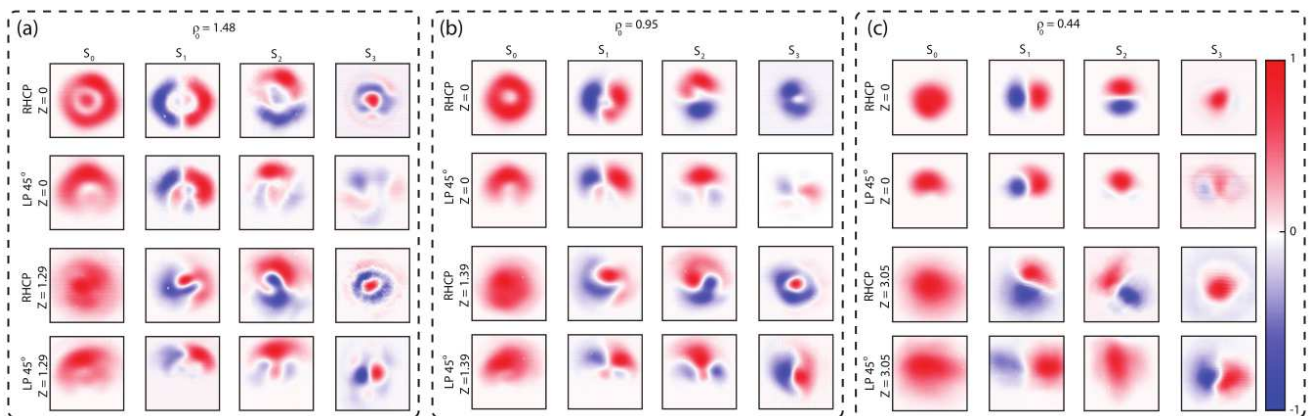 (a)
ρ₀ = 1.48
S₀ S₁ S₂ S₃
RHCP
Z = 0
LP 45°
Z = 0
RHCP
Z = 1.29
LP 45°
Z = 1.29
(b)
ρ₀ = 0.95
S₀ S₁ S₂ S₃
RHCP
Z = 0
LP 45°
Z = 0
RHCP
Z = 1.39
LP 45°
Z = 1.39
(c)
ρ₀ = 0.44
S₀ S₁ S₂ S₃
RHCP
Z = 0
LP 45°
Z = 0
RHCP
Z = 3.05
LP 45°
Z = 3.05
1
0
-1